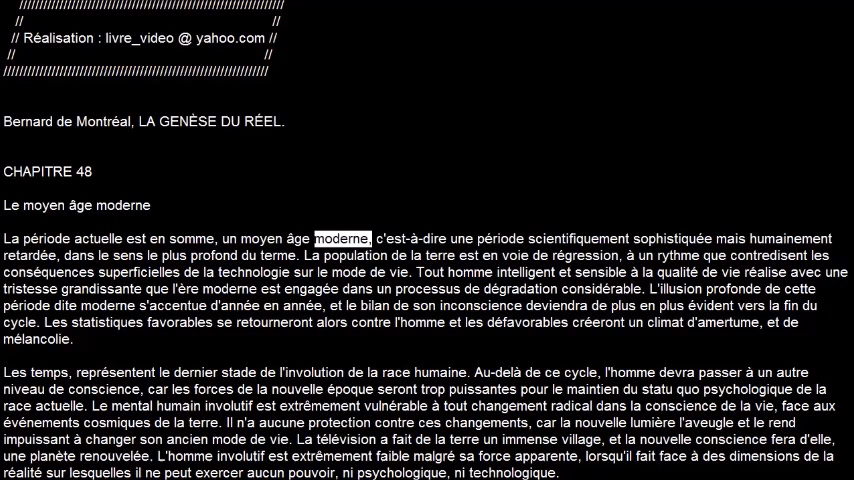 ///////////////////////////////////////////////////////////////////
// //
// Réalisation : livre_video @ yahoo.com //
// //
///////////////////////////////////////////////////////////////////
Bernard de Montréal, LA GENÈSE DU RÉEL.
CHAPITRE 48
Le moyen âge moderne
La période actuelle est en somme, un moyen âge moderne, c'est-à-dire une période scientifiquement sophistiquée mais humainement
retardée, dans le sens le plus profond du terme. La population de la terre est en voie de régression, à un rythme que contredisent les
conséquences superficielles de la technologie sur le mode de vie. Tout homme intelligent et sensible à la qualité de vie réalise avec une
tristesse grandissante que l'ère moderne est engagée dans un processus de dégradation considérable. L'illusion profonde de cette
période dite moderne s'accentue d'année en année, et le bilan de son inconscience deviendra de plus en plus évident vers la fin du
cycle. Les statistiques favorables se retourneront alors contre l'homme et les défavorables créeront un climat d'amertume, et de
mélancolie.
Les temps, représentent le dernier stade de l'involution de la race humaine. Au-delà de ce cycle, l'homme devra passer à un autre
niveau de conscience, car les forces de la nouvelle époque seront trop puissantes pour le maintien du statu quo psychologique de la
race actuelle. Le mental humain involutif est extrêmement vulnérable à tout changement radical dans la conscience de la vie, face aux
événements cosmiques de la terre. Il n'a aucune protection contre ces changements, car la nouvelle lumière l'aveugle et le rend
impuissant à changer son ancien mode de vie. La télévision a fait de la terre un immense village, et la nouvelle conscience fera d'elle,
une planète renouvelée. L'homme involutif est extrêmement faible malgré sa force apparente, lorsqu'il fait face à des dimensions de la
réalité sur lesquelles il ne peut exercer aucun pouvoir, ni psychologique, ni technologique.